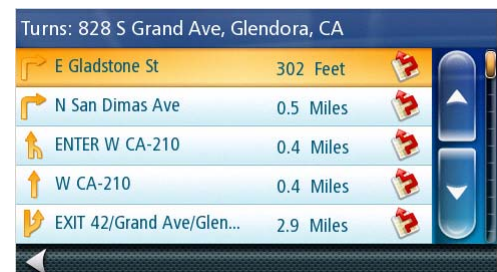 Turns: 828 S Grand Ave, Glendora, CA
E Gladstone St 302 Feet
N San Dimas Ave 0.5 Miles
ENTER W CA-210 0.4 Miles
W CA-210 0.4 Miles
EXIT 42/Grand Ave/Glen... 2.9 Miles